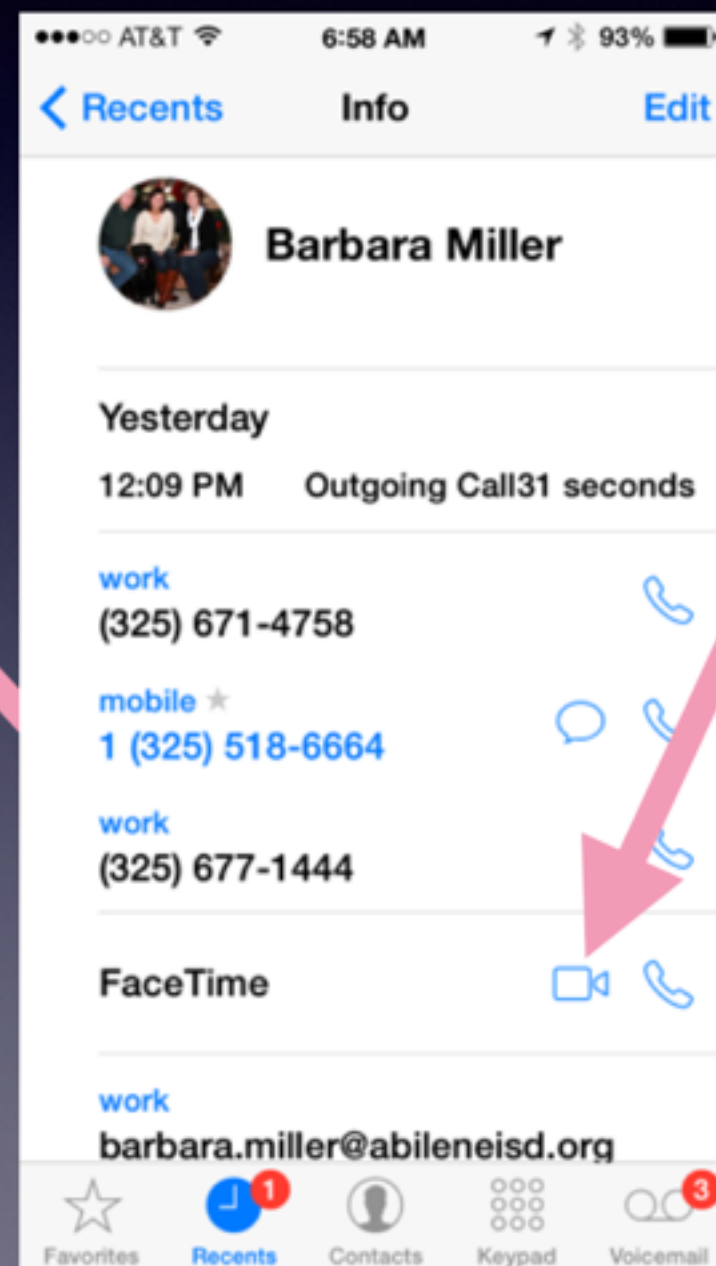 AT&T 6:58 AM 93%
Recents Info Edit
Barbara Miller
Yesterday
12:09 PM Outgoing Call31 seconds
work
(325) 671-4758
mobile
1 (325) 518-6664
work
(325) 677-1444
FaceTime
work
barbara.miller@abileneisd.org
1 3
Favorites Recents Contacts Keypad Voicemail